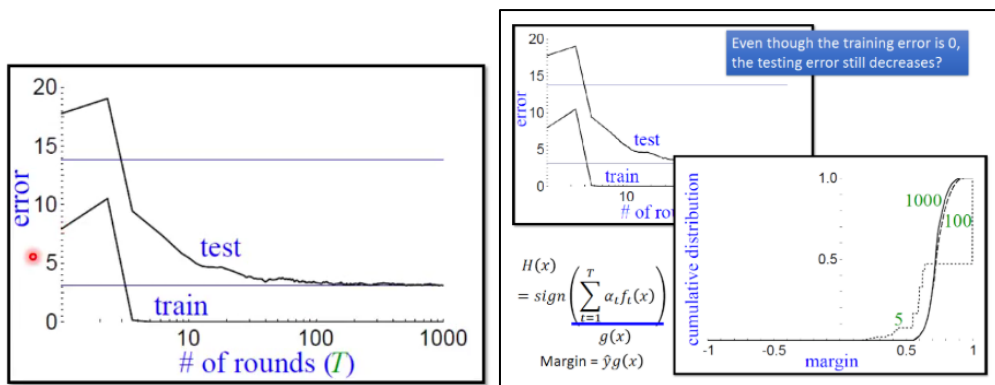 20
15
10
5
0
error
test
train
10
100
1000
# of rounds (T)
Even though the training error is 0,
the testing error still decreases?
20
15
10
5
0
error
test
train
10
# of rou
cumulative distribution
1.0
0.5
1000
100
5
-1
-0.5
0.5
1
margin
H(x)
= sign(∑ₜ₌₁ᵀ αₜfₜ(x))
g(x)
Margin = ŷg(x)